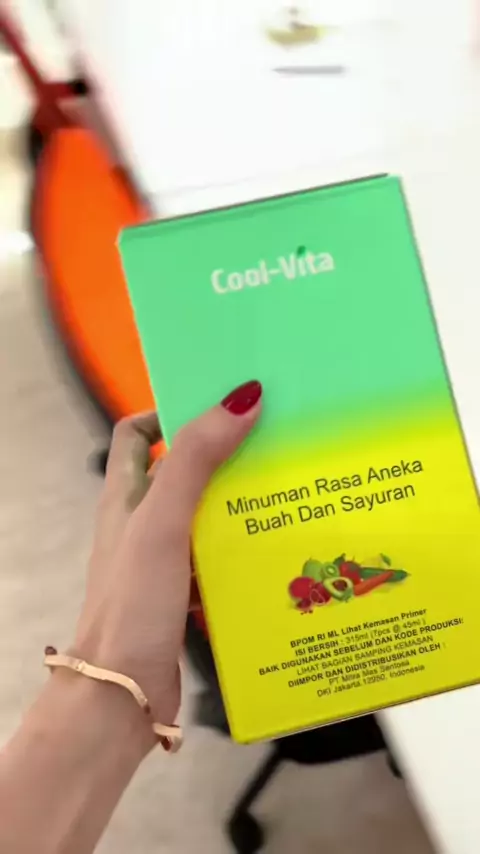 Cool-Vita
Minuman Rasa Aneka
Buah Dan Sayuran
BPOM RI ML Lihat Kemasan Primer
ISI BERSIH : 315ml (7pcs @ 45ml )
BAIK DIGUNAKAN SEBELUM DAN KODE PRODUKSI:
LIHAT BAGIAN SAMPING KEMASAN
DIIMPOR DAN DIDISTRIBUSIKAN OLEH :
PT Mitra Mas Sentosa
DKI Jakarta.12950, Indonesia